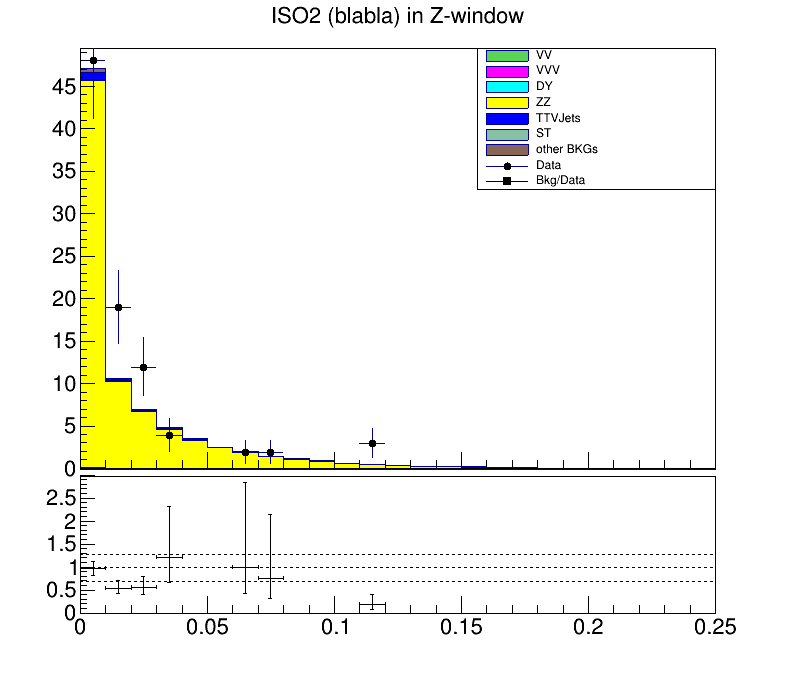 ISO2 (blabla) in Z-window
VV
VVV
DY
ZZ
TTVJets
ST
other BKGs
Data
Bkg/Data
45
40
35
30
25
20
15
10
5
0
2.5
2
1.5
1
0.5
0
0 0.05 0.1 0.15 0.2 0.25